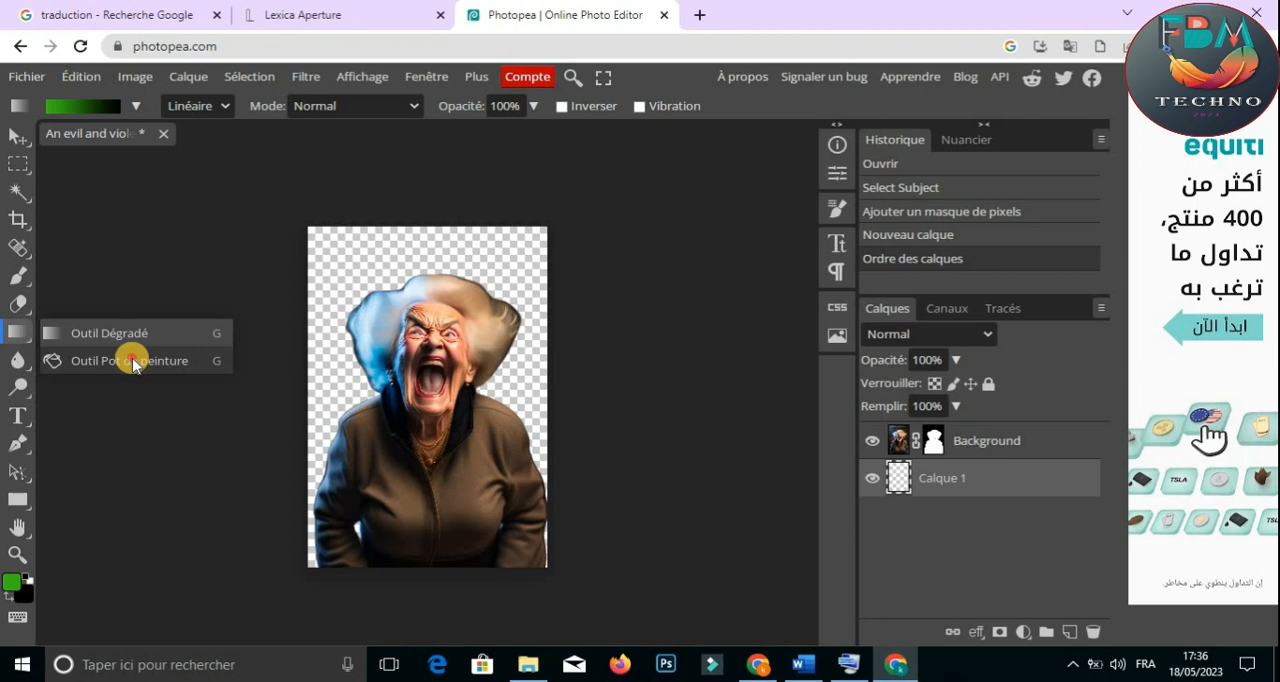 traduction - Recherche Google
Lexica Aperture
Photopea | Online Photo Editor
photopea.com
FBM
TECHNO
2024
Fichier Édition Image Calque Sélection Filtre Affichage Fenêtre Plus Compte À propos Signaler un bug Apprendre Blog API
Linéaire Mode: Normal Opacité: 100% Inverser Vibration
An evil and viole *
Historique Nuancier
Ouvrir
Select Subject
Ajouter un masque de pixels
Nouveau calque
Ordre des calques
Outil Dégradé G
Outil Pot de peinture G
CSS
Calques Canaux Tracés
Normal
Opacité: 100%
Verrouiller:
Remplir: 100%
Background
Calque 1
eff
equiti
أكثر من
400 منتج،
تداول ما
ترغب به
ابدأ الآن
TSLA
إن التداول ينطوي على مخاطر.
Taper ici pour rechercher
Ps
FRA
17:36
18/05/2023